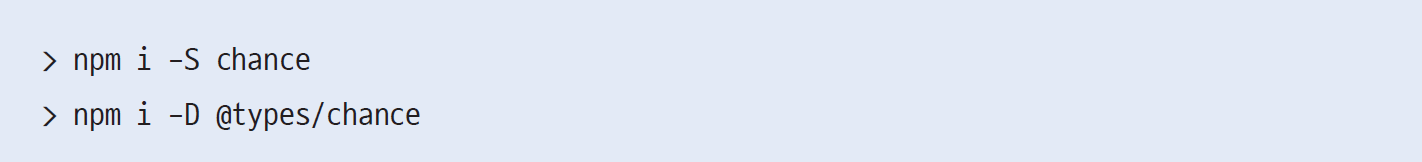 > npm i -S chance
> npm i -D @types/chance